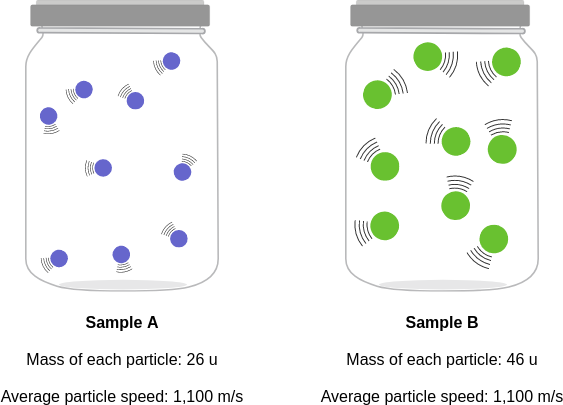 Sample A
Mass of each particle: 26 u
Average particle speed: 1,100 m/s
Sample B
Mass of each particle: 46 u
Average particle speed: 1,100 m/s